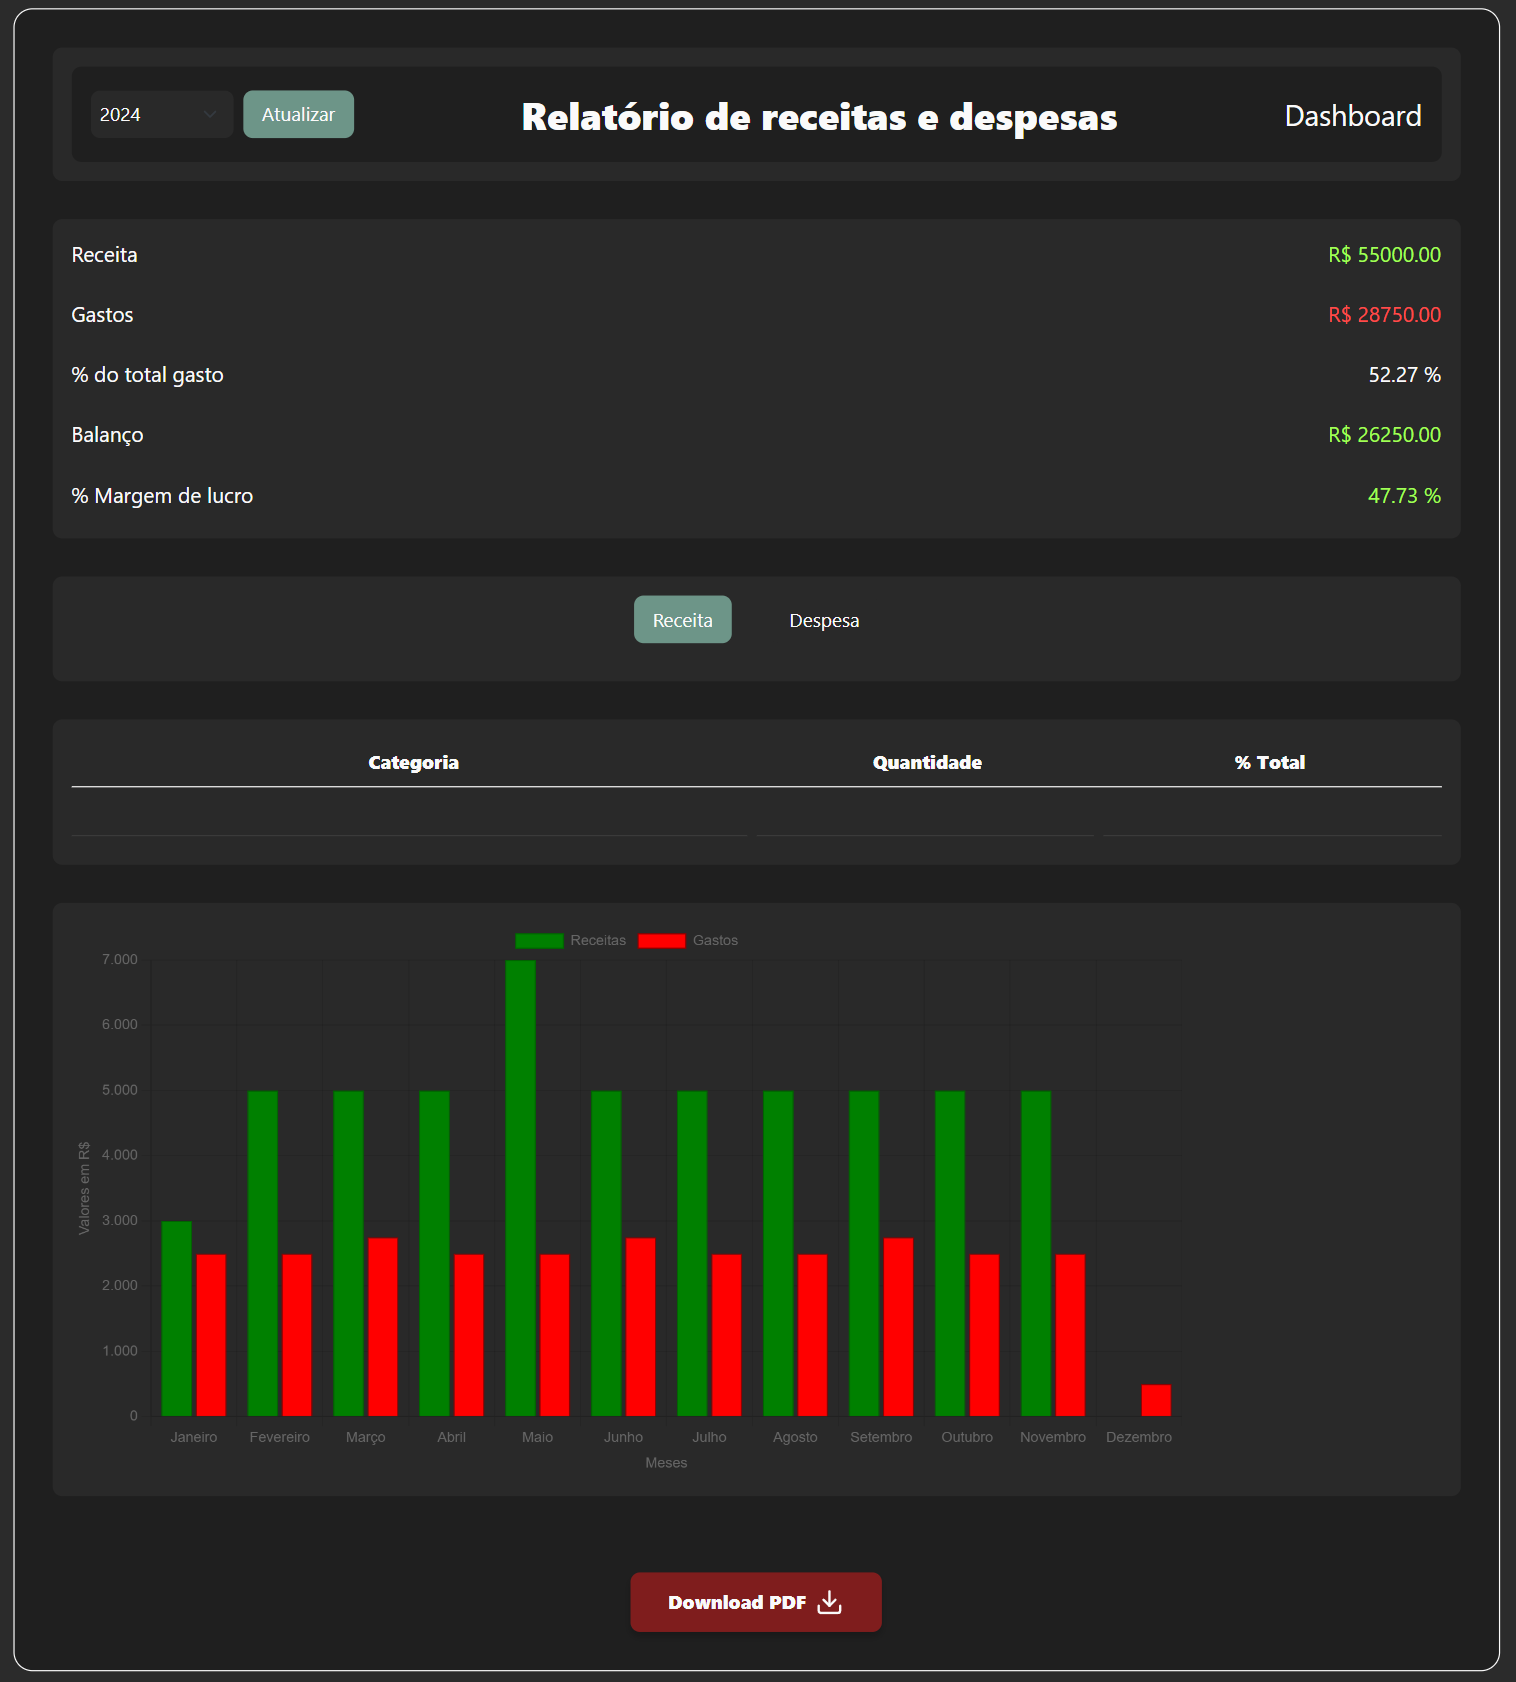 2024 Atualizar Relatório de receitas e despesas Dashboard
Receita R$ 55000.00
Gastos R$ 28750.00
% do total gasto 52.27 %
Balanço R$ 26250.00
% Margem de lucro 47.73 %
Receita Despesa
Categoria Quantidade % Total
Receitas Gastos
7.000
6.000
5.000
4.000
3.000
2.000
1.000
0
Valores em R$
Janeiro Fevereiro Março Abril Maio Junho Julho Agosto Setembro Outubro Novembro Dezembro
Meses
Download PDF